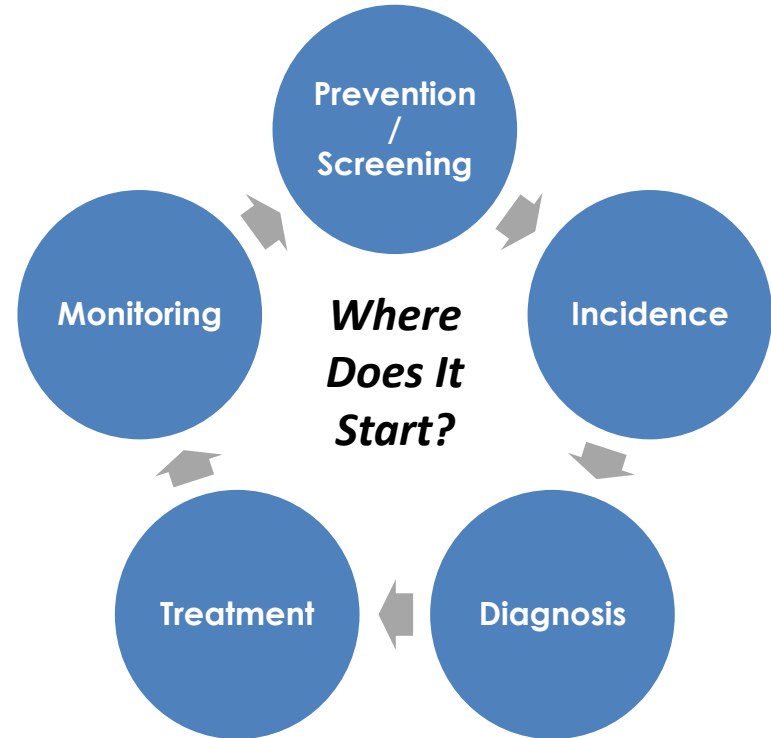 Prevention
/
Screening
Incidence
Diagnosis
Treatment
Monitoring
Where
Does It
Start?